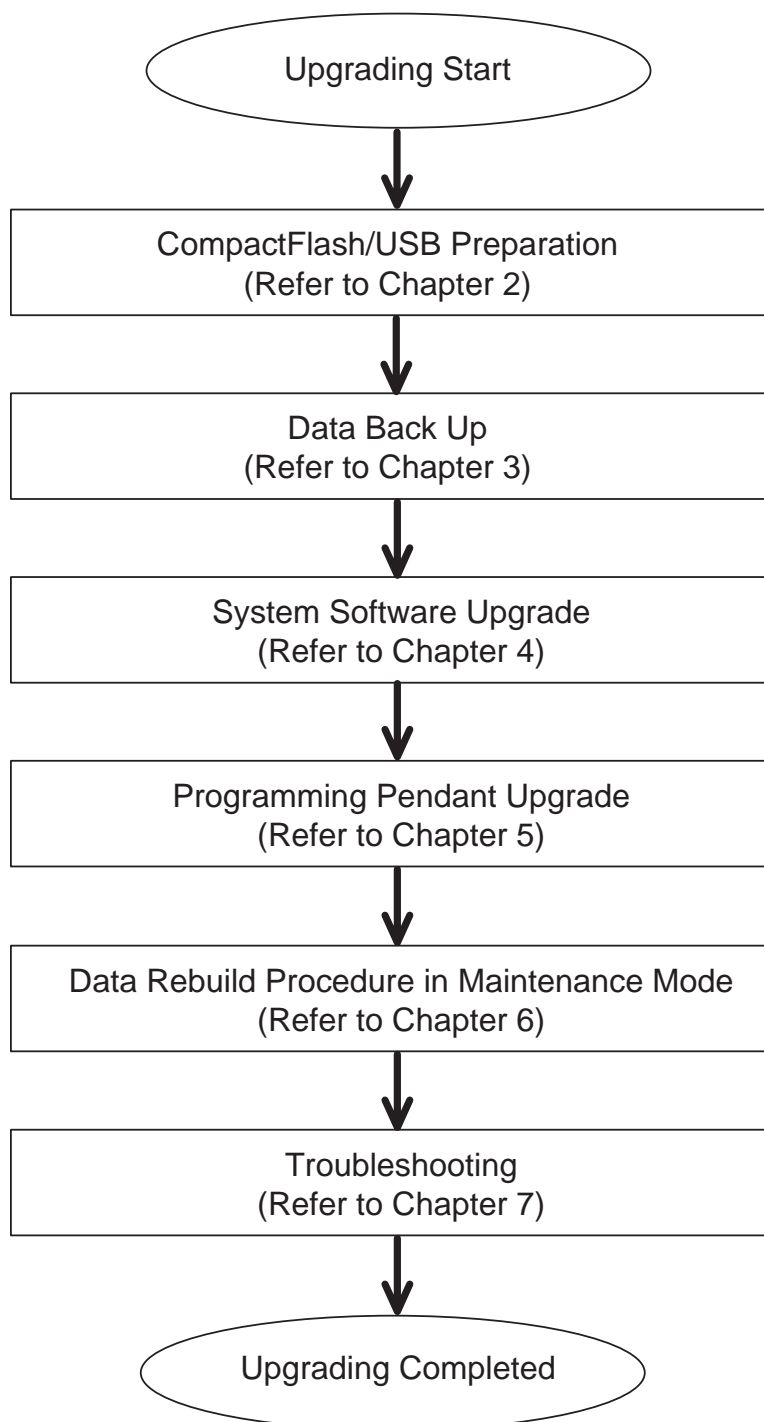 Upgrading Start
CompactFlash/USB Preparation
(Refer to Chapter 2)
Data Back Up
(Refer to Chapter 3)
System Software Upgrade
(Refer to Chapter 4)
Programming Pendant Upgrade
(Refer to Chapter 5)
Data Rebuild Procedure in Maintenance Mode
(Refer to Chapter 6)
Troubleshooting
(Refer to Chapter 7)
Upgrading Completed